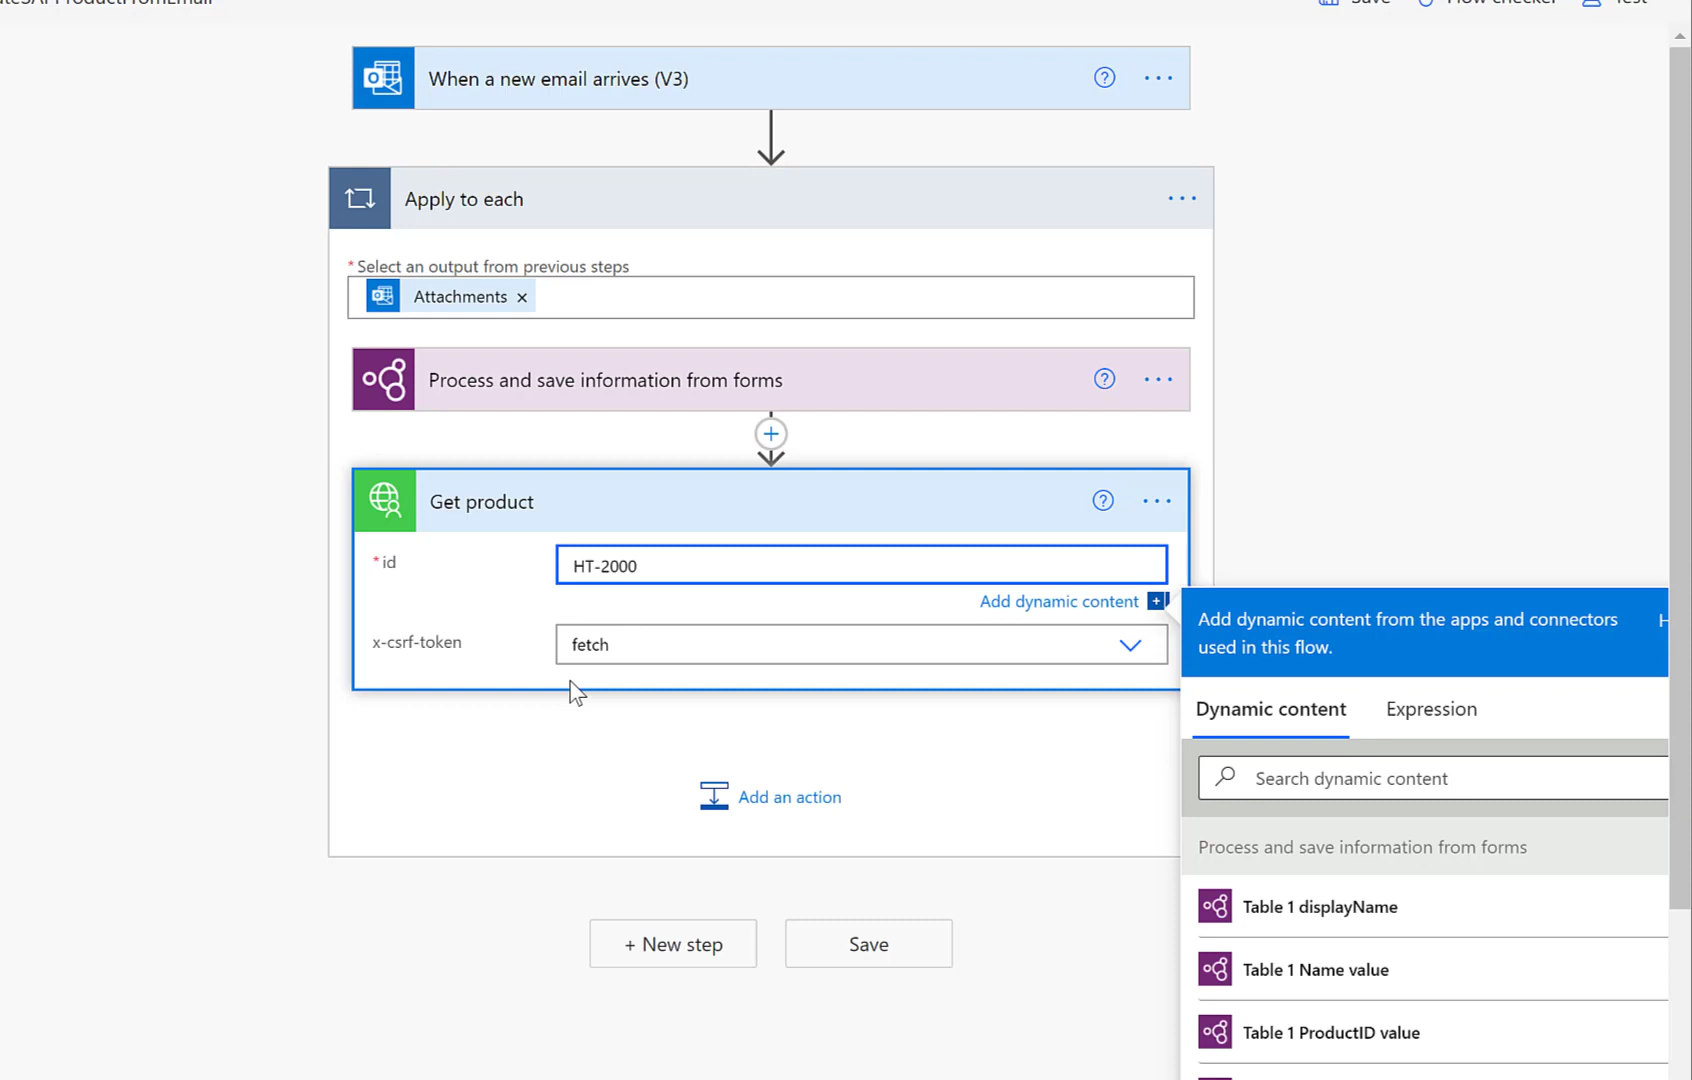 Save
Flow checker
Test
When a new email arrives (V3)
Apply to each
* Select an output from previous steps
Attachments ×
Process and save information from forms
Get product
* id
HT-2000
Add dynamic content +
x-csrf-token
fetch
Add dynamic content from the apps and connectors
used in this flow.
Dynamic content
Expression
Search dynamic content
Process and save information from forms
Table 1 displayName
Table 1 Name value
Table 1 ProductID value
Add an action
+ New step
Save